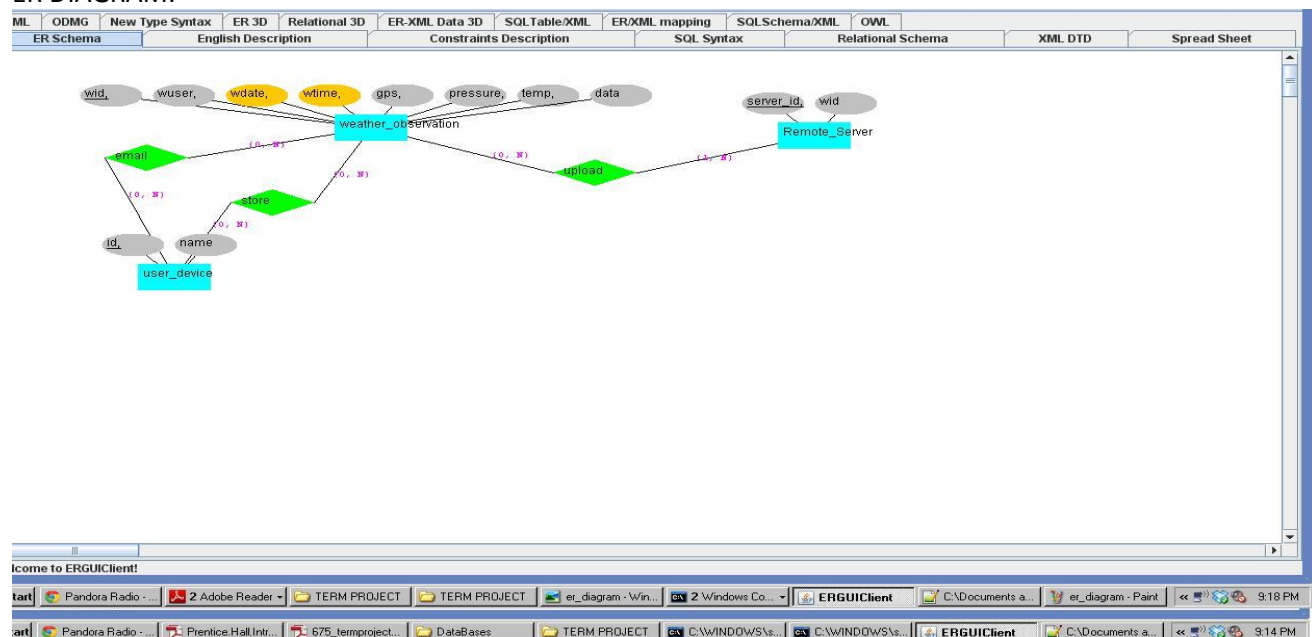 ER DIAGRAM:
ML ODMG New Type Syntax ER 3D Relational 3D ER-XML Data 3D SQLTable/XML ER/XML mapping SQLSchema/XML OWL
ER Schema English Description Constraints Description SQL Syntax Relational Schema XML DTD Spread Sheet
wid, wuser, wdate, wtime, gps, pressure, temp, data
server_id, wid
weather_observation
Remote_Server
email
(0, N)
(0, N)
(1, N)
upload
(0, N)
(0, N)
store
(0, N)
id, name
user_device
lcome to ERGUIClient!
tart Pandora Radio - ... 2 Adobe Reader TERM PROJECT TERM PROJECT er_diagram - Win... 2 Windows Co... ERGUIClient C:\Documents a... er_diagram - Paint « 9:18 PM
art Pandora Radio - ... Prentice.Hall.Intr... 675_termproject... DataBases TERM PROJECT C:\WINDOWS\s... C:\WINDOWS\s... ERGUIClient C:\Documents a... « 9:14 PM